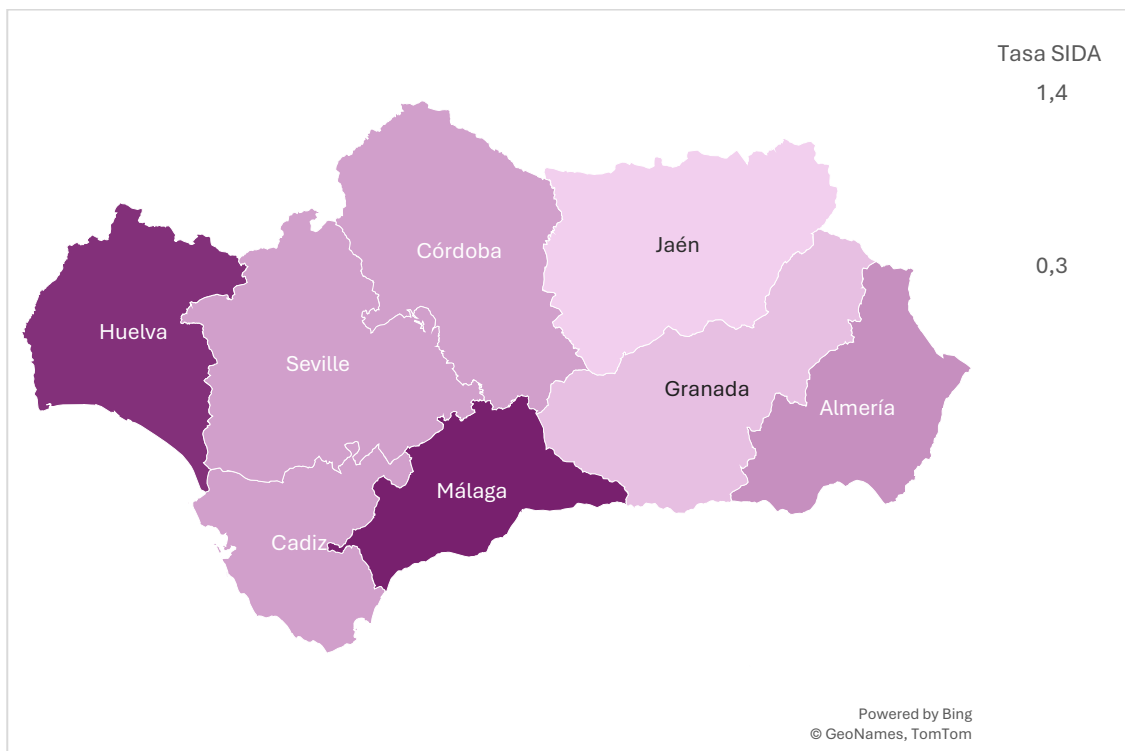 Tasa SIDA
1,4
0,3
Córdoba
Jaén
Huelva
Seville
Granada
Almería
Málaga
Cadiz
Powered by Bing
© GeoNames, TomTom